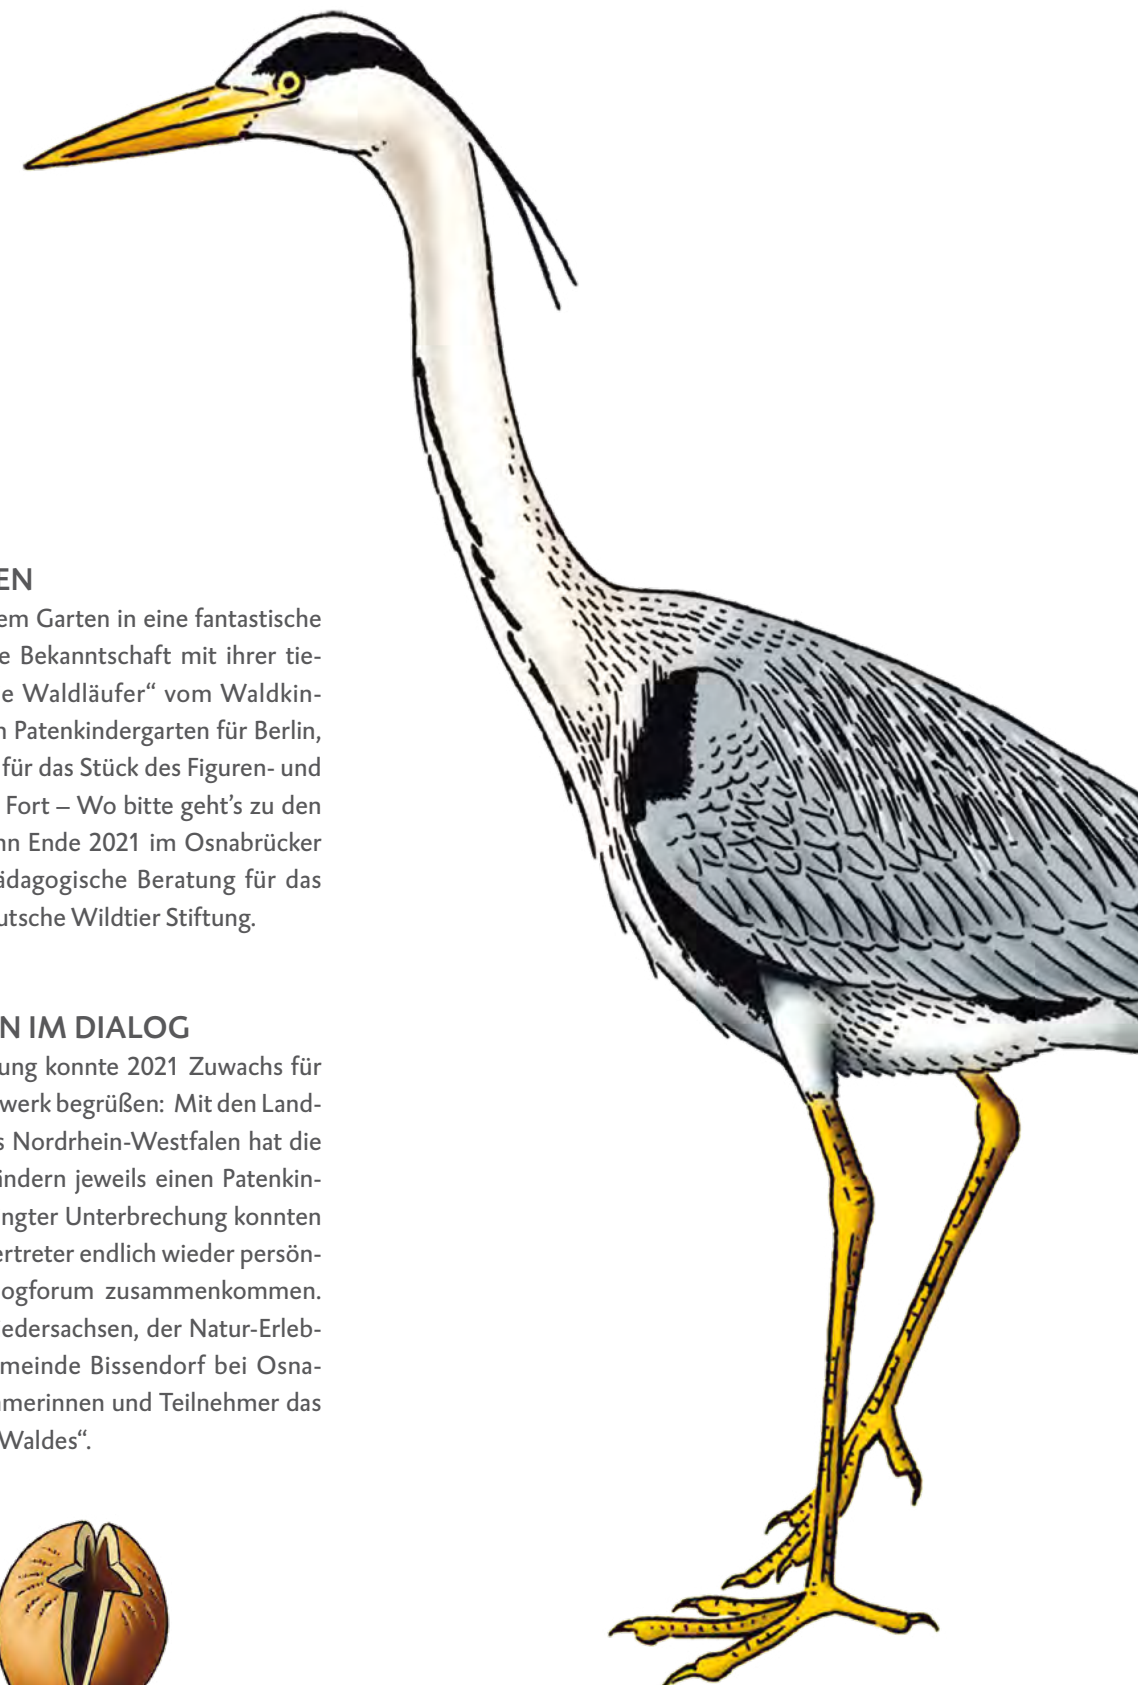 EN
em Garten in eine fantastische
e Bekanntschaft mit ihrer tie-
e Waldläufer“ vom Waldkin-
n Patenkindergarten für Berlin,
für das Stück des Figuren- und
Fort – Wo bitte geht’s zu den
nn Ende 2021 im Osnabrücker
ädagogische Beratung für das
utsche Wildtier Stiftung.
N IM DIALOG
ung konnte 2021 Zuwachs für
werk begrüßen: Mit den Land-
s Nordrhein-Westfalen hat die
indern jeweils einen Patenkin-
ngter Unterbrechung konnten
ertreter endlich wieder persön-
ogforum zusammenkommen.
iedersachsen, der Natur-Erleb-
meinde Bissendorf bei Osna-
merinnen und Teilnehmer das
Waldes“.